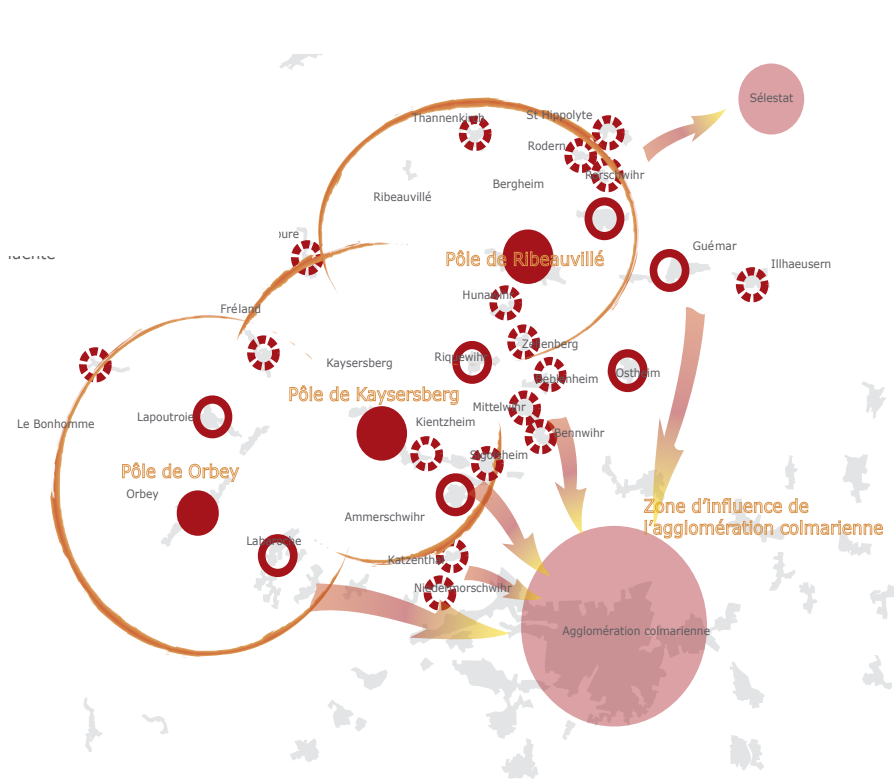 Sélestat
Thannenkirch
St Hippolyte
Rodern
Rorschwihr
Bergheim
Ribeauvillé
Guémar
Pôle de Ribeauvillé
Illhaeusern
Fréland
Zellenberg
Kaysersberg
Riquewihr
Ostheim
Pôle de Kaysersberg
Mittelwihr
Lapoutroie
Kientzheim
Le Bonhomme
Bennwihr
Sigolsheim
Pôle de Orbey
Orbey
Zone d’influence de
l’agglomération colmarienne
Ammerschwihr
Labaroche
Katzenthal
Niedermorschwihr
Agglomération colmarienne